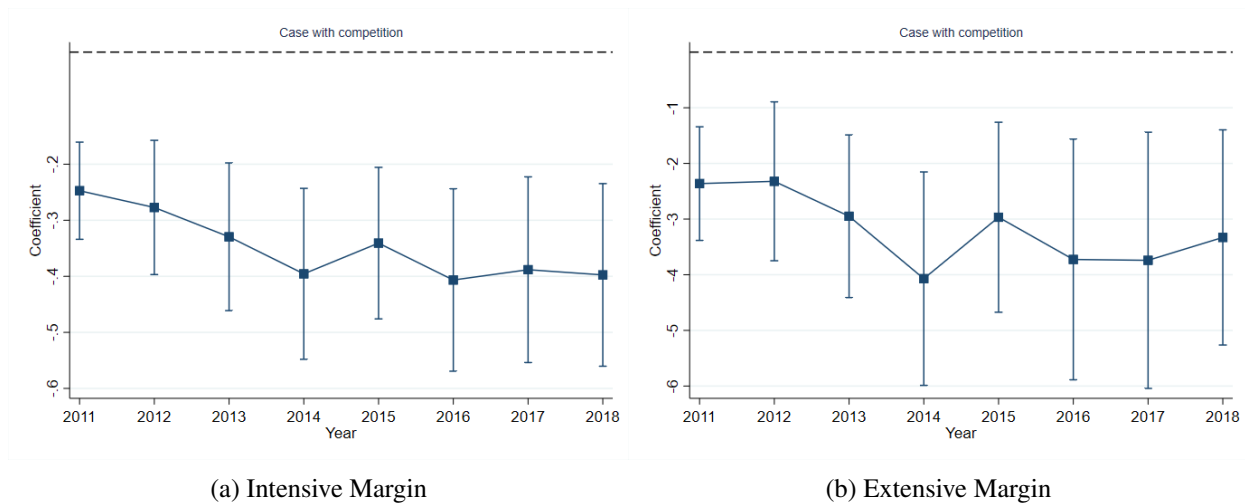 Case with competition
Coefficient
-.2
-.3
-.4
-.5
-.6
2011 2012 2013 2014 2015 2016 2017 2018
Year
(a) Intensive Margin
Case with competition
Coefficient
-1
-2
-3
-4
-5
-6
2011 2012 2013 2014 2015 2016 2017 2018
Year
(b) Extensive Margin